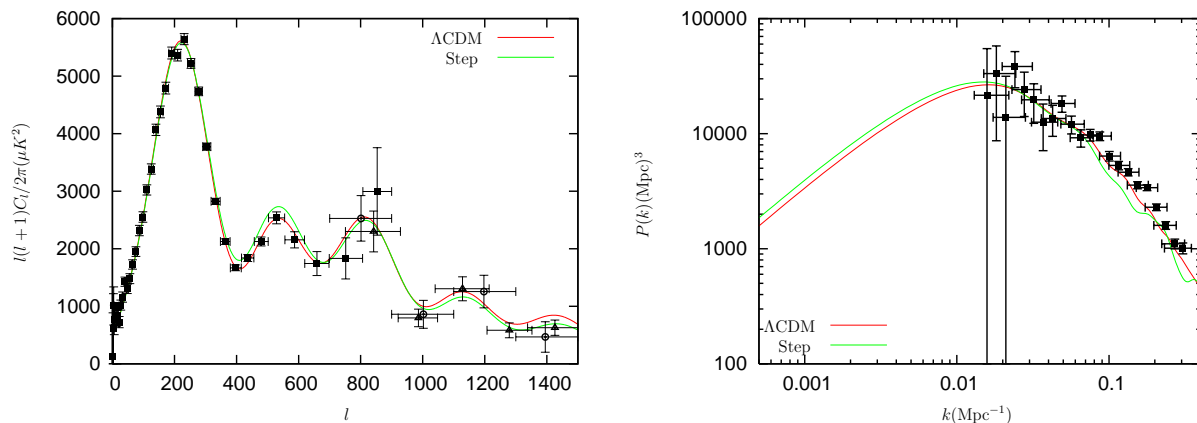 6000
5000
4000
3000
2000
1000
0
0 200 400 600 800 1000 1200 1400
l
l(l + 1)C_l/2π(μK²)
ΛCDM
Step
100000
10000
1000
100
0.001 0.01 0.1
k(Mpc⁻¹)
P(k)(Mpc)³
ΛCDM
Step